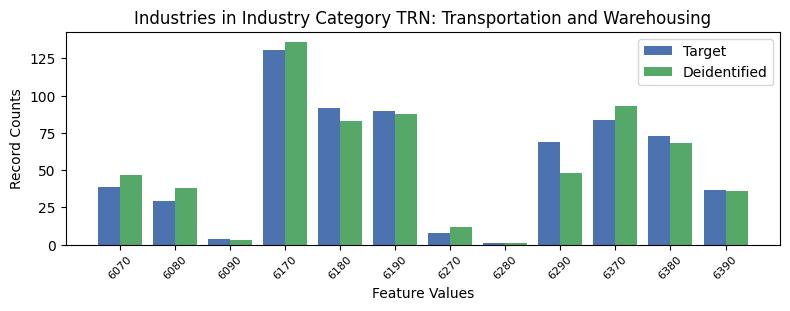 Industries in Industry Category TRN: Transportation and Warehousing
Target
Deidentified
Record Counts
125
100
75
50
25
0
6070 6080 6090 6170 6180 6190 6270 6280 6290 6370 6380 6390
Feature Values